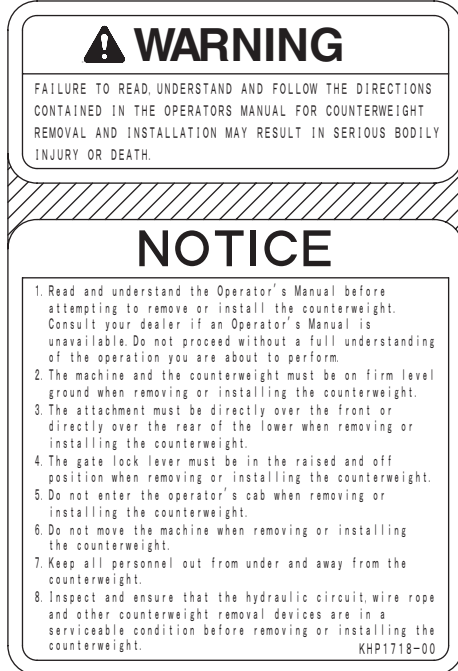 WARNING
FAILURE TO READ, UNDERSTAND AND FOLLOW THE DIRECTIONS
CONTAINED IN THE OPERATORS MANUAL FOR COUNTERWEIGHT
REMOVAL AND INSTALLATION MAY RESULT IN SERIOUS BODILY
INJURY OR DEATH.
NOTICE
1. Read and understand the Operator's Manual before
attempting to remove or install the counterweight.
Consult your dealer if an Operator's Manual is
unavailable. Do not proceed without a full understanding
of the operation you are about to perform.
2. The machine and the counterweight must be on firm level
ground when removing or installing the counterweight.
3. The attachment must be directly over the front or
directly over the rear of the lower when removing or
installing the counterweight.
4. The gate lock lever must be in the raised and off
position when removing or installing the counterweight.
5. Do not enter the operator's cab when removing or
installing the counterweight.
6. Do not move the machine when removing or installing
the counterweight.
7. Keep all personnel out from under and away from the
counterweight.
8. Inspect and ensure that the hydraulic circuit, wire rope
and other counterweight removal devices are in a
serviceable condition before removing or installing the
counterweight. KHP1718-00